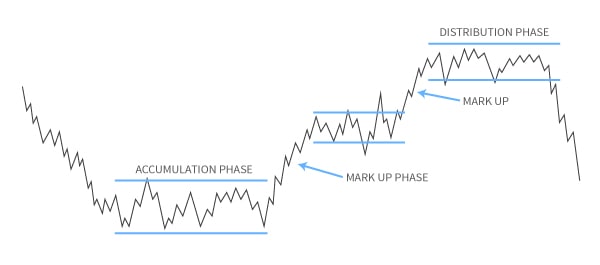 DISTRIBUTION PHASE
MARK UP
ACCUMULATION PHASE
MARK UP PHASE